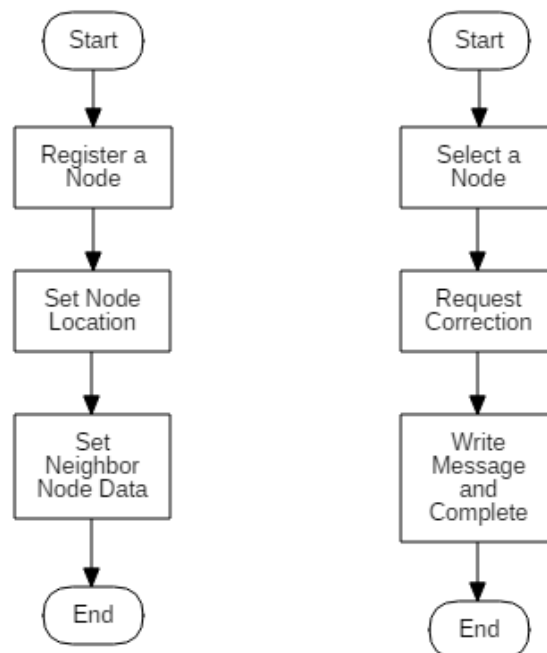 Start
Register a
Node
Set Node
Location
Set
Neighbor
Node Data
End
Start
Select a
Node
Request
Correction
Write
Message
and
Complete
End